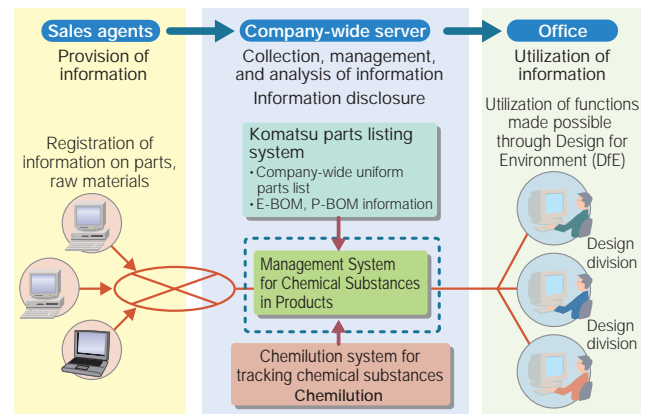 Sales agents
Provision of
information
Registration of
information on parts,
raw materials
Company-wide server
Collection, management,
and analysis of information
Information disclosure
Komatsu parts listing
system
・Company-wide uniform
parts list
・E-BOM, P-BOM information
Management System
for Chemical Substances
in Products
Chemilution system for
tracking chemical substances
Chemilution
Office
Utilization of
information
Utilization of functions
made possible
through Design for
Environment (DfE)
Design
division
Design
division